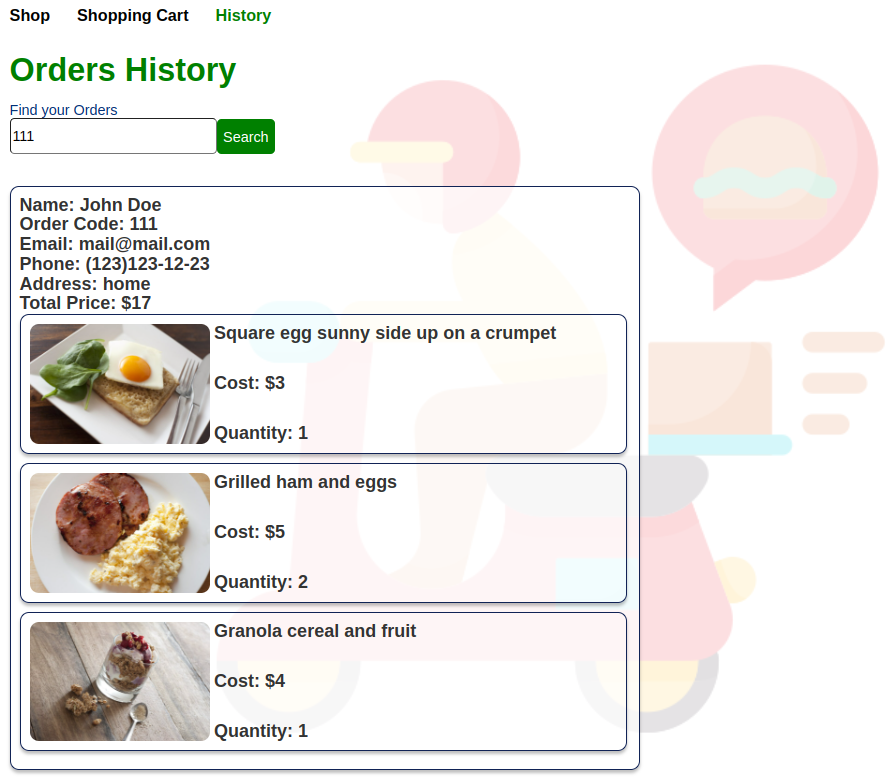 Shop Shopping Cart History
Orders History
Find your Orders
111 Search
Name: John Doe
Order Code: 111
Email: mail@mail.com
Phone: (123)123-12-23
Address: home
Total Price: $17
Square egg sunny side up on a crumpet
Cost: $3
Quantity: 1
Grilled ham and eggs
Cost: $5
Quantity: 2
Granola cereal and fruit
Cost: $4
Quantity: 1